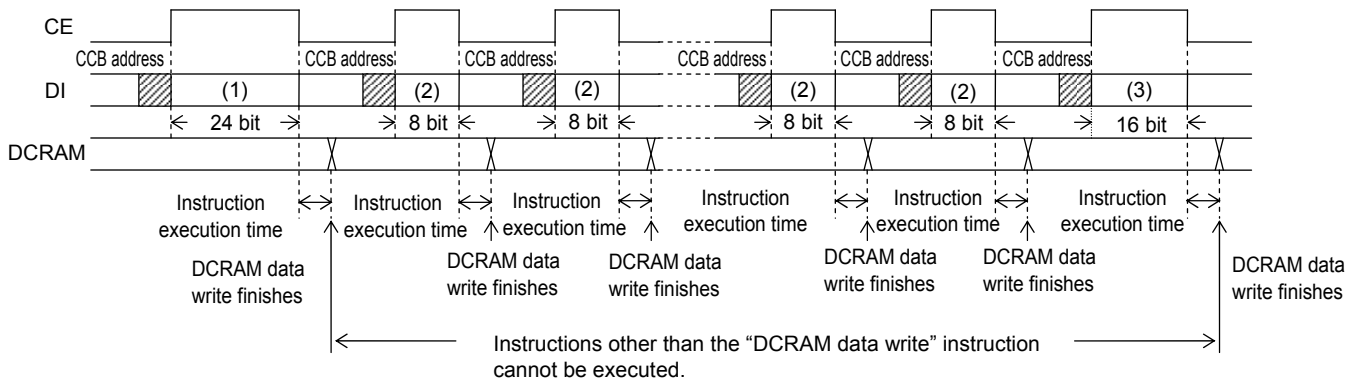 CE
CCB address CCB address CCB address CCB address CCB address CCB address
DI
(1) (2) (2) (2) (2) (3)
24 bit 8 bit 8 bit 8 bit 8 bit 16 bit
DCRAM
Instruction execution time
Instruction execution time
Instruction execution time
Instruction execution time
Instruction execution time
Instruction execution time
DCRAM data write finishes
DCRAM data write finishes
DCRAM data write finishes
DCRAM data write finishes
DCRAM data write finishes
DCRAM data write finishes
Instructions other than the “DCRAM data write” instruction
cannot be executed.